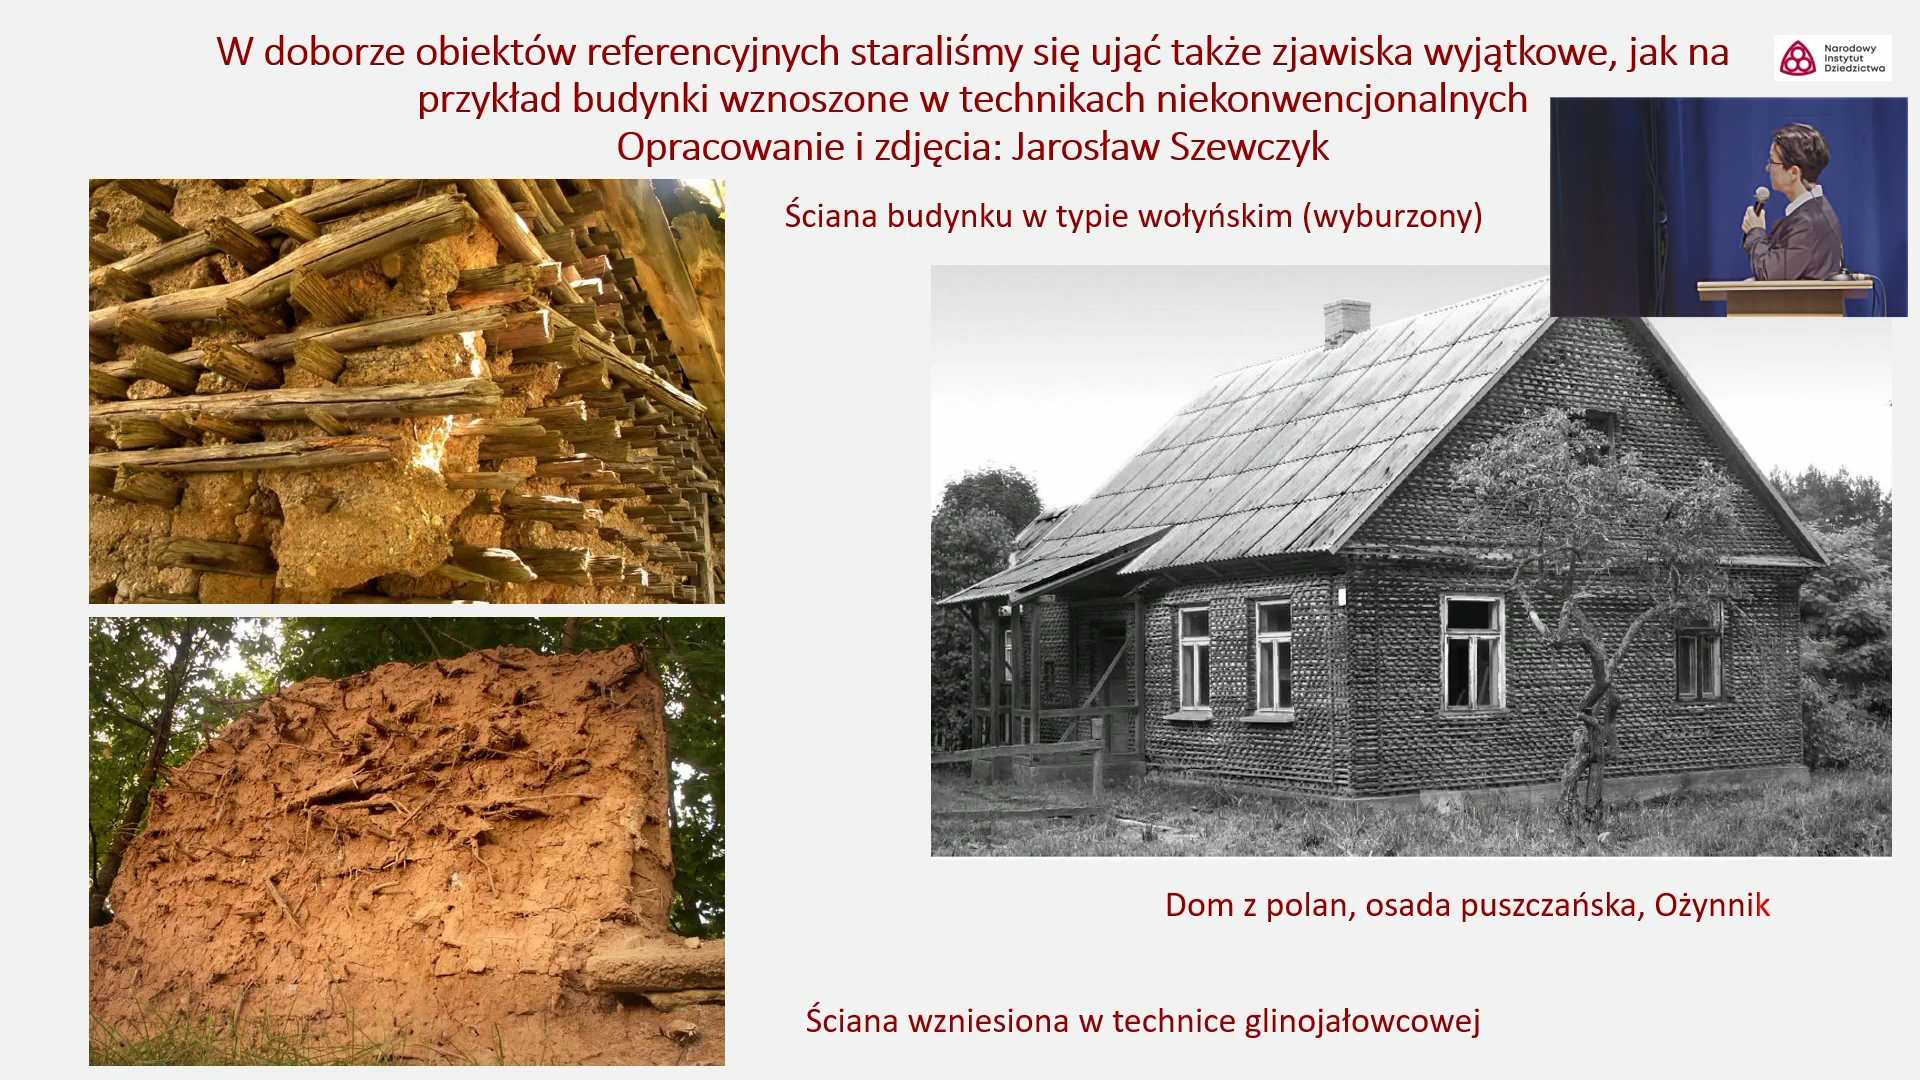 W doborze obiektów referencyjnych staraliśmy się ująć także zjawiska wyjątkowe, jak na
przykład budynki wznoszone w technikach niekonwencjonalnych
Opracowanie i zdjęcia: Jarosław Szewczyk
Narodowy
Instytut
Dziedzictwa
Ściana budynku w typie wołyńskim (wyburzony)
Dom z polan, osada puszczańska, Ożynnik
Ściana wzniesiona w technice glinojałowcowej